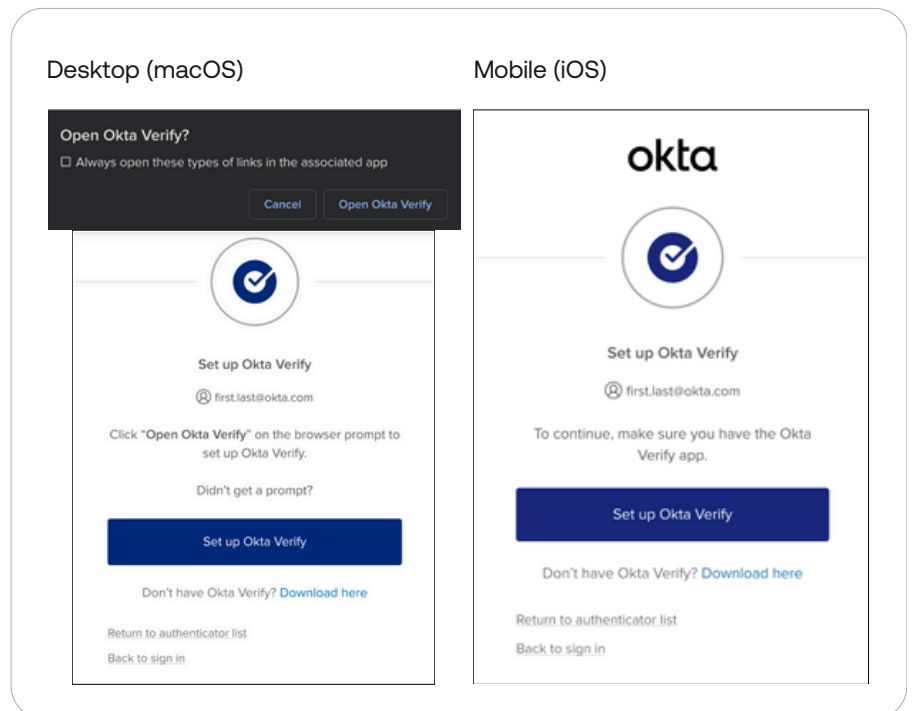 Desktop (macOS)
Open Okta Verify?
Always open these types of links in the associated app
Cancel
Open Okta Verify
Set up Okta Verify
first.last@okta.com
Click “Open Okta Verify” on the browser prompt to
set up Okta Verify.
Didn't get a prompt?
Set up Okta Verify
Don't have Okta Verify? Download here
Return to authenticator list
Back to sign in
Mobile (iOS)
okta
Set up Okta Verify
first.last@okta.com
To continue, make sure you have the Okta
Verify app.
Set up Okta Verify
Don't have Okta Verify? Download here
Return to authenticator list
Back to sign in